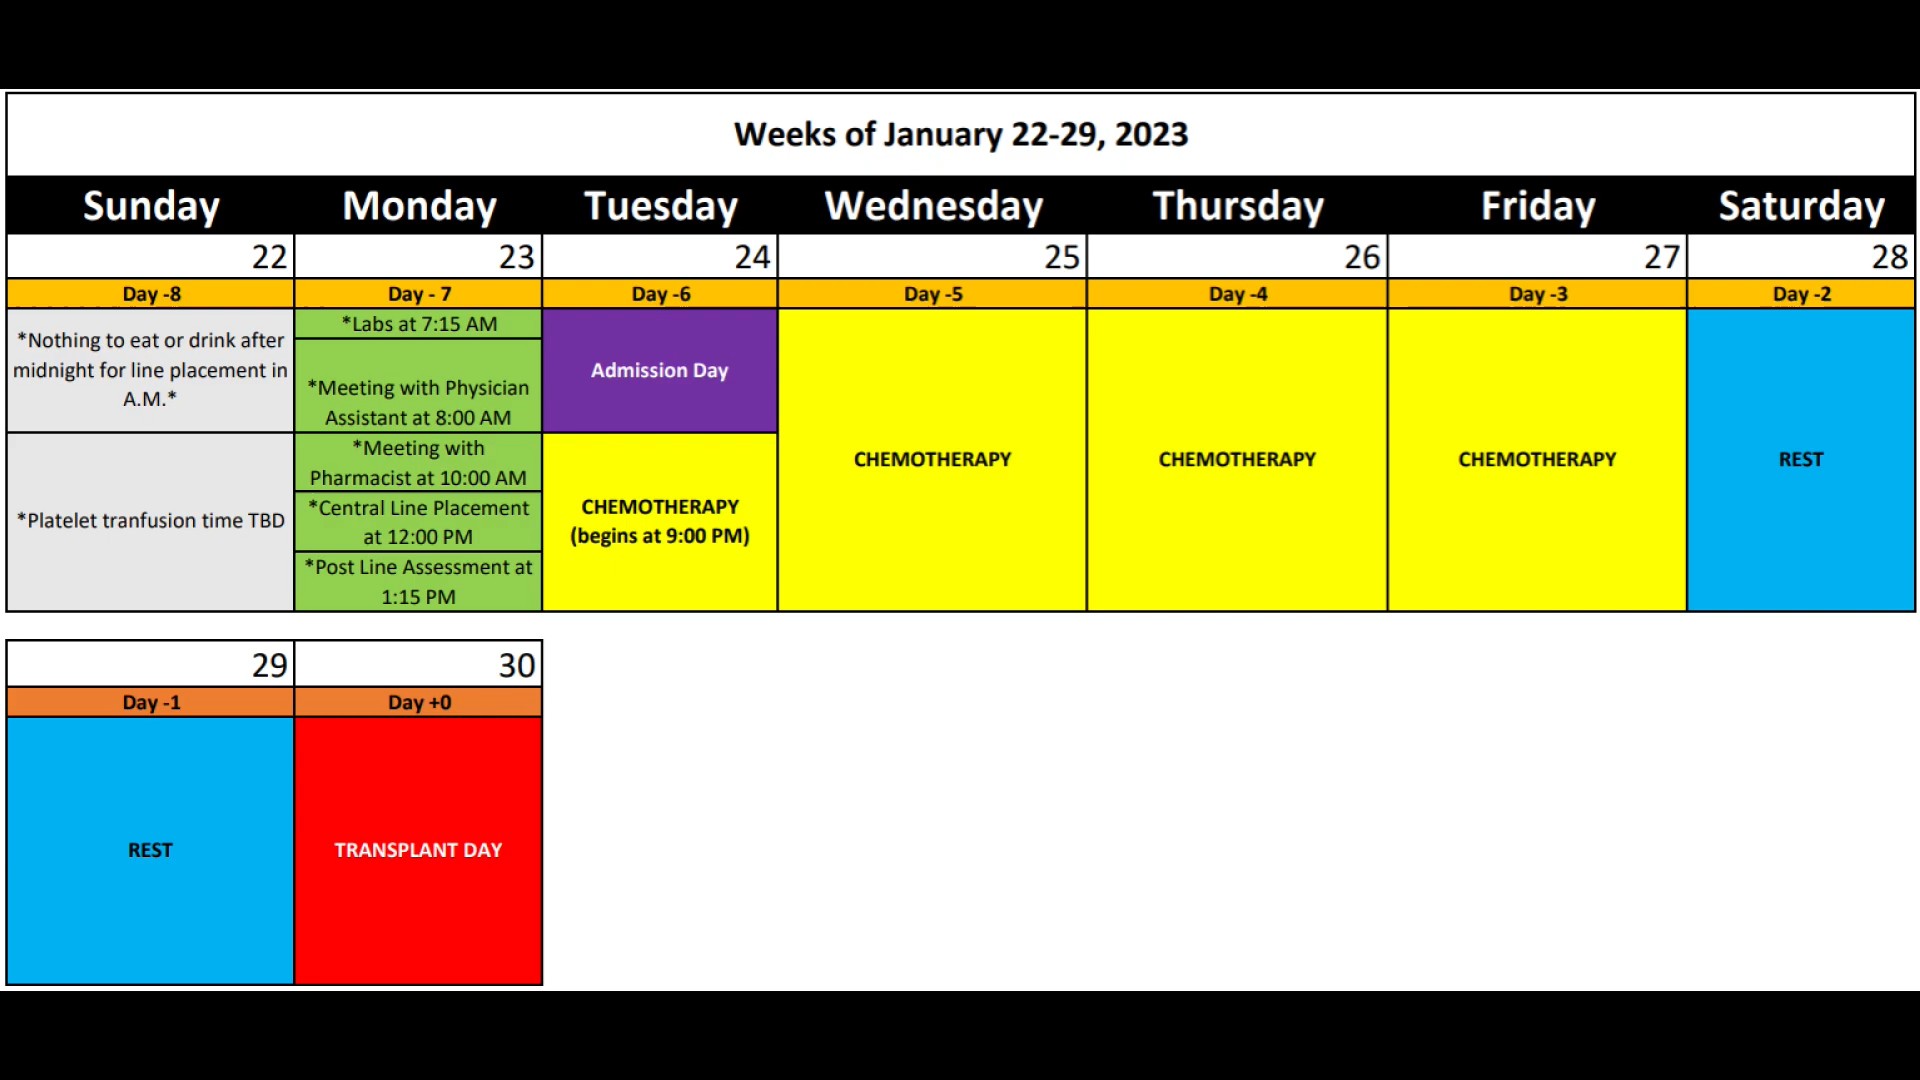 Weeks of January 22-29, 2023
Sunday Monday Tuesday Wednesday Thursday Friday Saturday
22 23 24 25 26 27 28
Day -8 Day - 7 Day -6 Day -5 Day -4 Day -3 Day -2
*Nothing to eat or drink after
midnight for line placement in
A.M.*
*Platelet tranfusion time TBD
*Labs at 7:15 AM
*Meeting with Physician
Assistant at 8:00 AM
*Meeting with
Pharmacist at 10:00 AM
*Central Line Placement
at 12:00 PM
*Post Line Assessment at
1:15 PM
Admission Day
CHEMOTHERAPY
(begins at 9:00 PM)
CHEMOTHERAPY
CHEMOTHERAPY
CHEMOTHERAPY
REST
29 30
Day -1 Day +0
REST
TRANSPLANT DAY